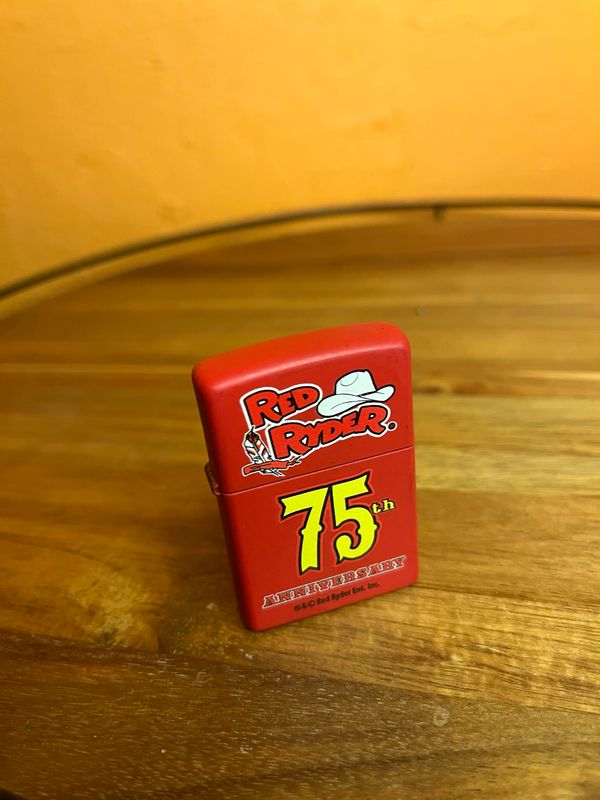 RED
RYDER®
75th
ANNIVERSARY
®&© Red Ryder Ent. Inc.